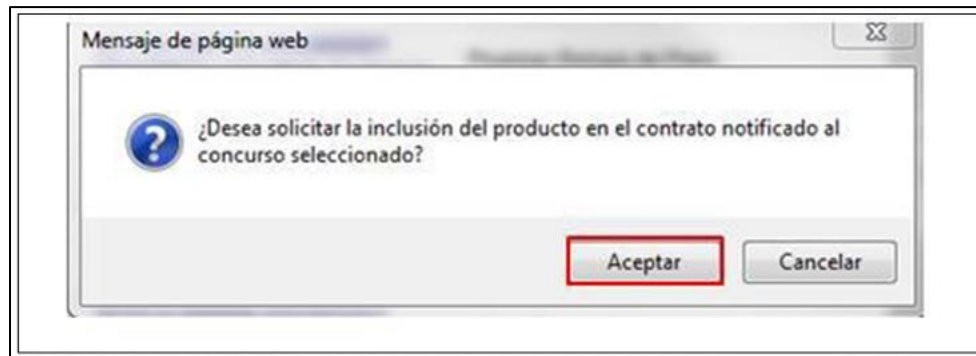 Mensaje de página web
¿Desea solicitar la inclusión del producto en el contrato notificado al
concurso seleccionado?
Aceptar
Cancelar